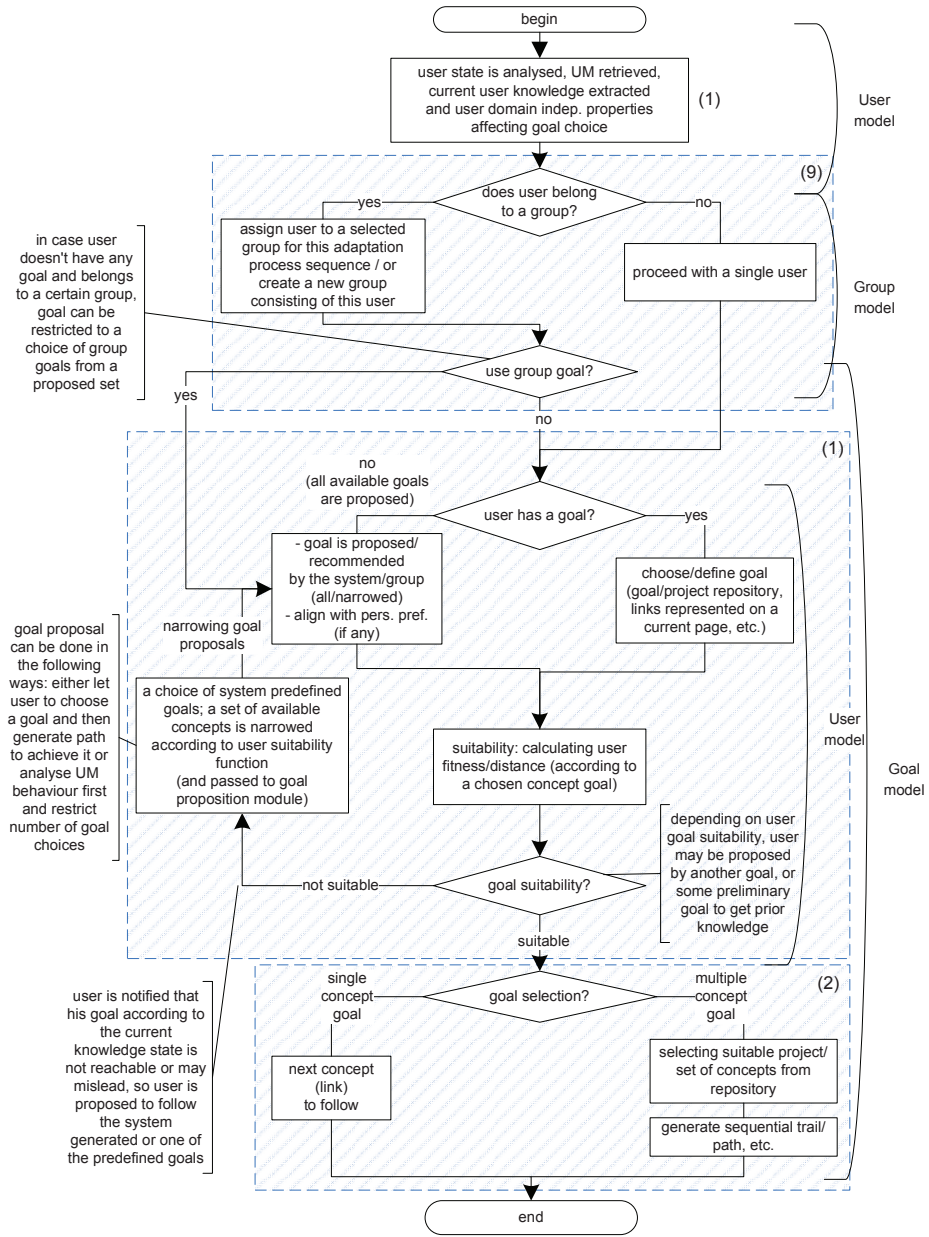 begin
user state is analysed, UM retrieved,
current user knowledge extracted
and user domain indep. properties
affecting goal choice
(1)
User
model
(9)
does user belong
to a group?
yes
no
assign user to a selected
group for this adaptation
process sequence / or
create a new group
consisting of this user
proceed with a single user
in case user
doesn't have any
goal and belongs
to a certain group,
goal can be
restricted to a
choice of group
goals from a
proposed set
Group
model
use group goal?
yes
no
(1)
no
(all available goals
are proposed)
user has a goal?
yes
- goal is proposed/
recommended
by the system/group
(all/narrowed)
- align with pers. pref.
(if any)
choose/define goal
(goal/project repository,
links represented on a
current page, etc.)
narrowing goal
proposals
goal proposal
can be done in
the following
ways: either let
user to choose
a goal and then
generate path
to achieve it or
analyse UM
behaviour first
and restrict
number of goal
choices
a choice of system predefined
goals; a set of available
concepts is narrowed
according to user suitability
function
(and passed to goal
proposition module)
suitability: calculating user
fitness/distance (according to
a chosen concept goal)
User
model
Goal
model
depending on user
goal suitability, user
may be proposed
by another goal, or
some preliminary
goal to get prior
knowledge
goal suitability?
not suitable
suitable
(2)
single
concept
goal
goal selection?
multiple
concept
goal
user is notified that
his goal according to
the current
knowledge state is
not reachable or may
mislead, so user is
proposed to follow
the system
generated or one of
the predefined goals
next concept
(link)
to follow
selecting suitable project/
set of concepts from
repository
generate sequential trail/
path, etc.
end